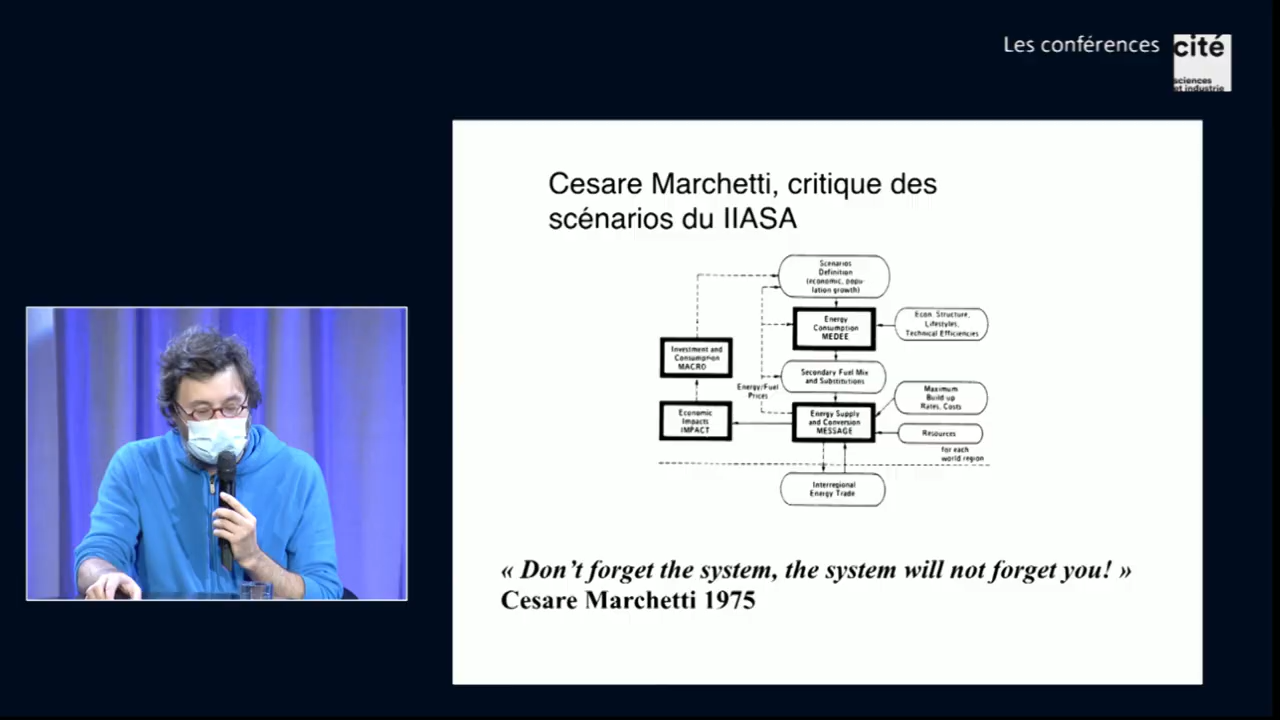 Les conférences
cité
sciences
et industrie
Cesare Marchetti, critique des
scénarios du IIASA
Scenarios
Definition
(economic, popu-
lation growth)
Energy
Consumption
MEDEE
Econ. Structure,
Lifestyles,
Technical Efficiencies
Investment and
Consumption
MACRO
Secondary Fuel Mix
and Substitutions
Energy/Fuel
Prices
Maximum
Build up
Rates, Costs
Economic
Impacts
IMPACT
Energy Supply
and Conversion
MESSAGE
Resources
for each
world region
Interregional
Energy Trade
« Don't forget the system, the system will not forget you! »
Cesare Marchetti 1975